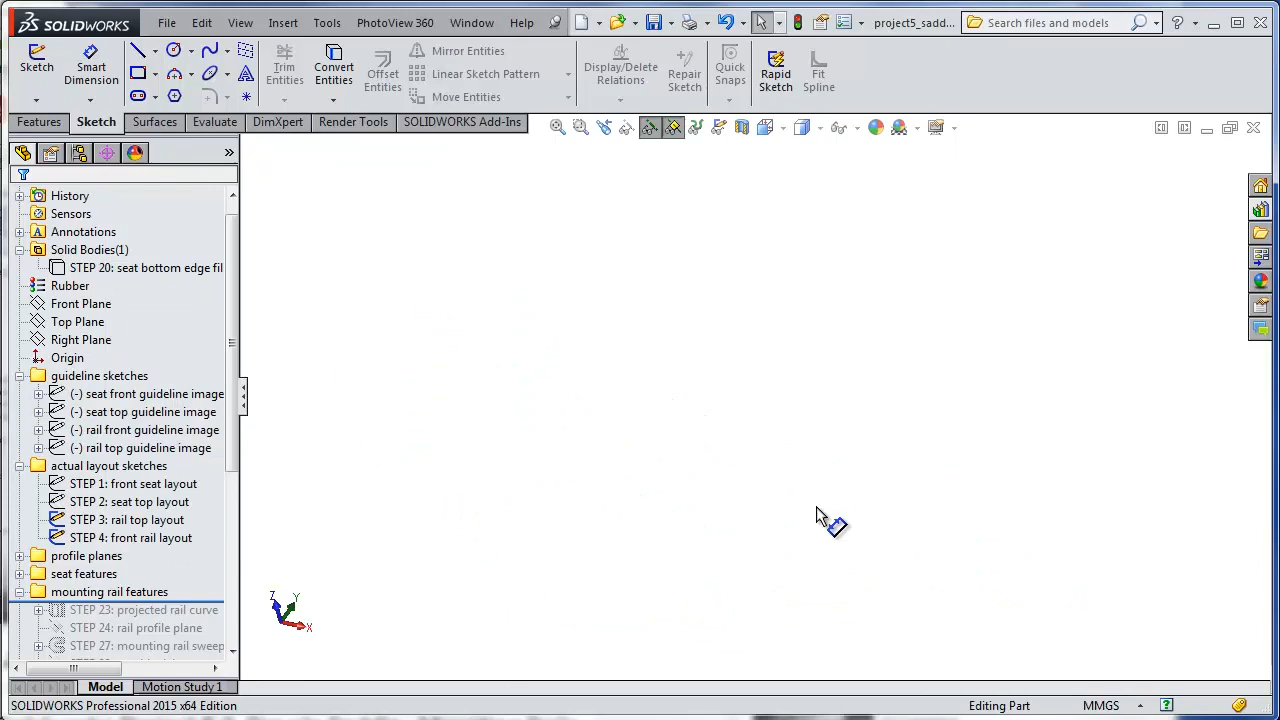 SOLIDWORKS File Edit View Insert Tools PhotoView 360 Window Help project5_sadd... Search files and models
Sketch Smart Dimension Trim Entities Convert Entities Offset Entities Mirror Entities Linear Sketch Pattern Move Entities Display/Delete Relations Repair Sketch Quick Snaps Rapid Sketch Fit Spline
Features Sketch Surfaces Evaluate DimXpert Render Tools SOLIDWORKS Add-Ins
History
Sensors
Annotations
Solid Bodies(1)
STEP 20: seat bottom edge fil
Rubber
Front Plane
Top Plane
Right Plane
Origin
guideline sketches
(-) seat front guideline image
(-) seat top guideline image
(-) rail front guideline image
(-) rail top guideline image
actual layout sketches
STEP 1: front seat layout
STEP 2: seat top layout
STEP 3: rail top layout
STEP 4: front rail layout
profile planes
seat features
mounting rail features
STEP 23: projected rail curve
STEP 24: rail profile plane
STEP 27: mounting rail sweep
Z Y X
Model Motion Study 1
SOLIDWORKS Professional 2015 x64 Edition Editing Part MMGS